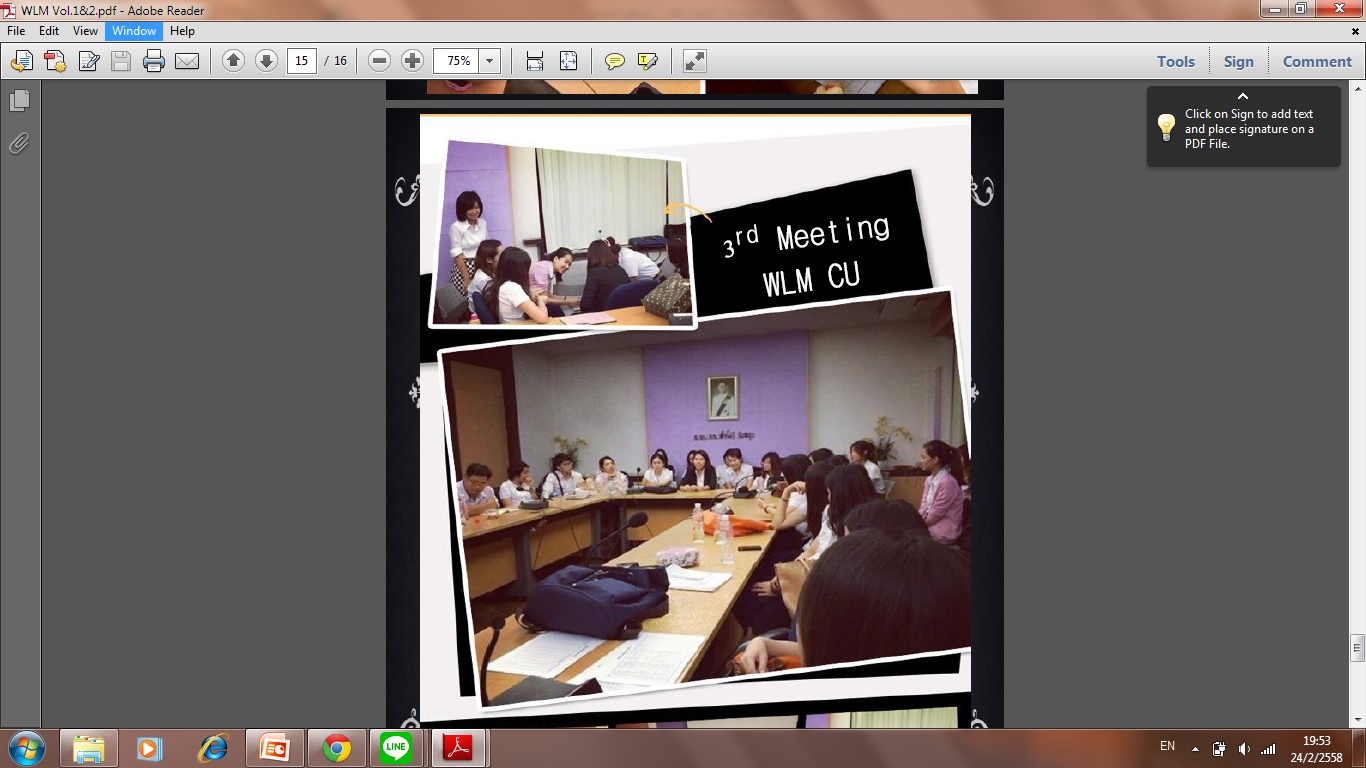 WLM Vol.1&2.pdf - Adobe Reader
File Edit View Window Help
15 / 16 75% Tools Sign Comment
Click on Sign to add text
and place signature on a
PDF File.
3rd Meeting
WLM CU
LINE
EN 19:53
24/2/2558